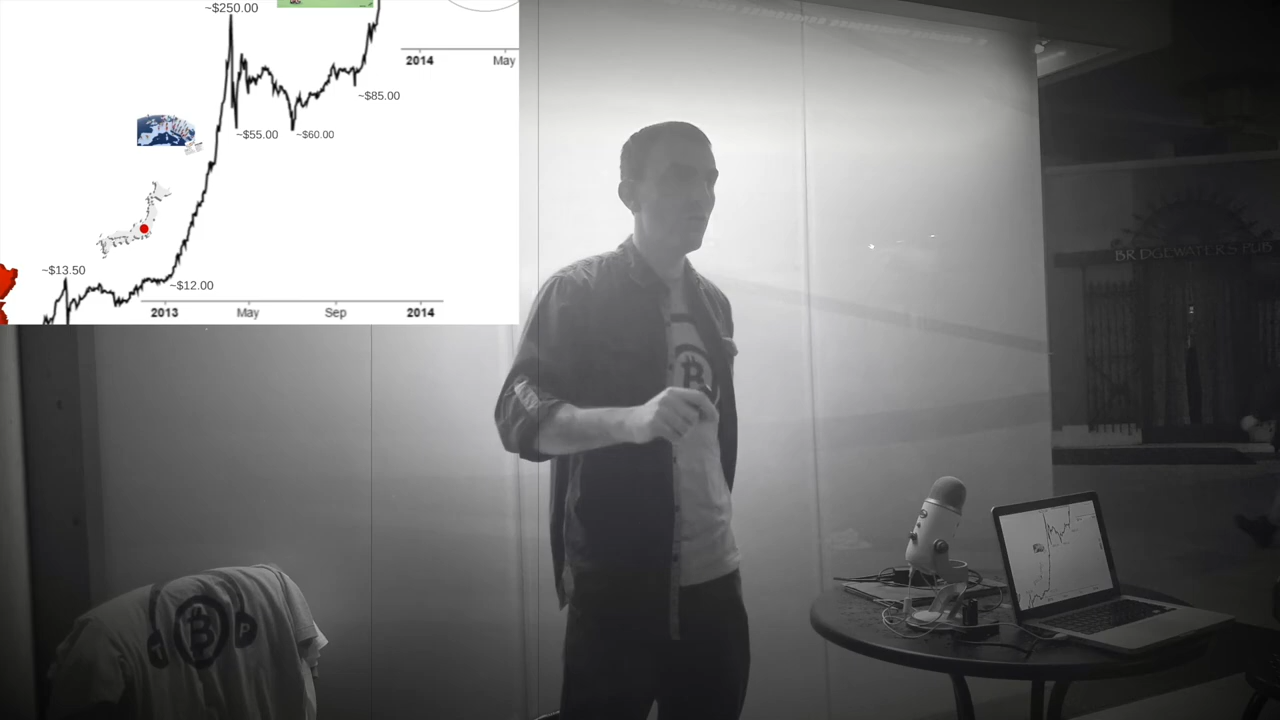 ~$250.00
2014 May
~$85.00
~$55.00 ~$60.00
~$13.50
~$12.00
2013 May Sep 2014
BRIDGEWATERS PUB
B
B